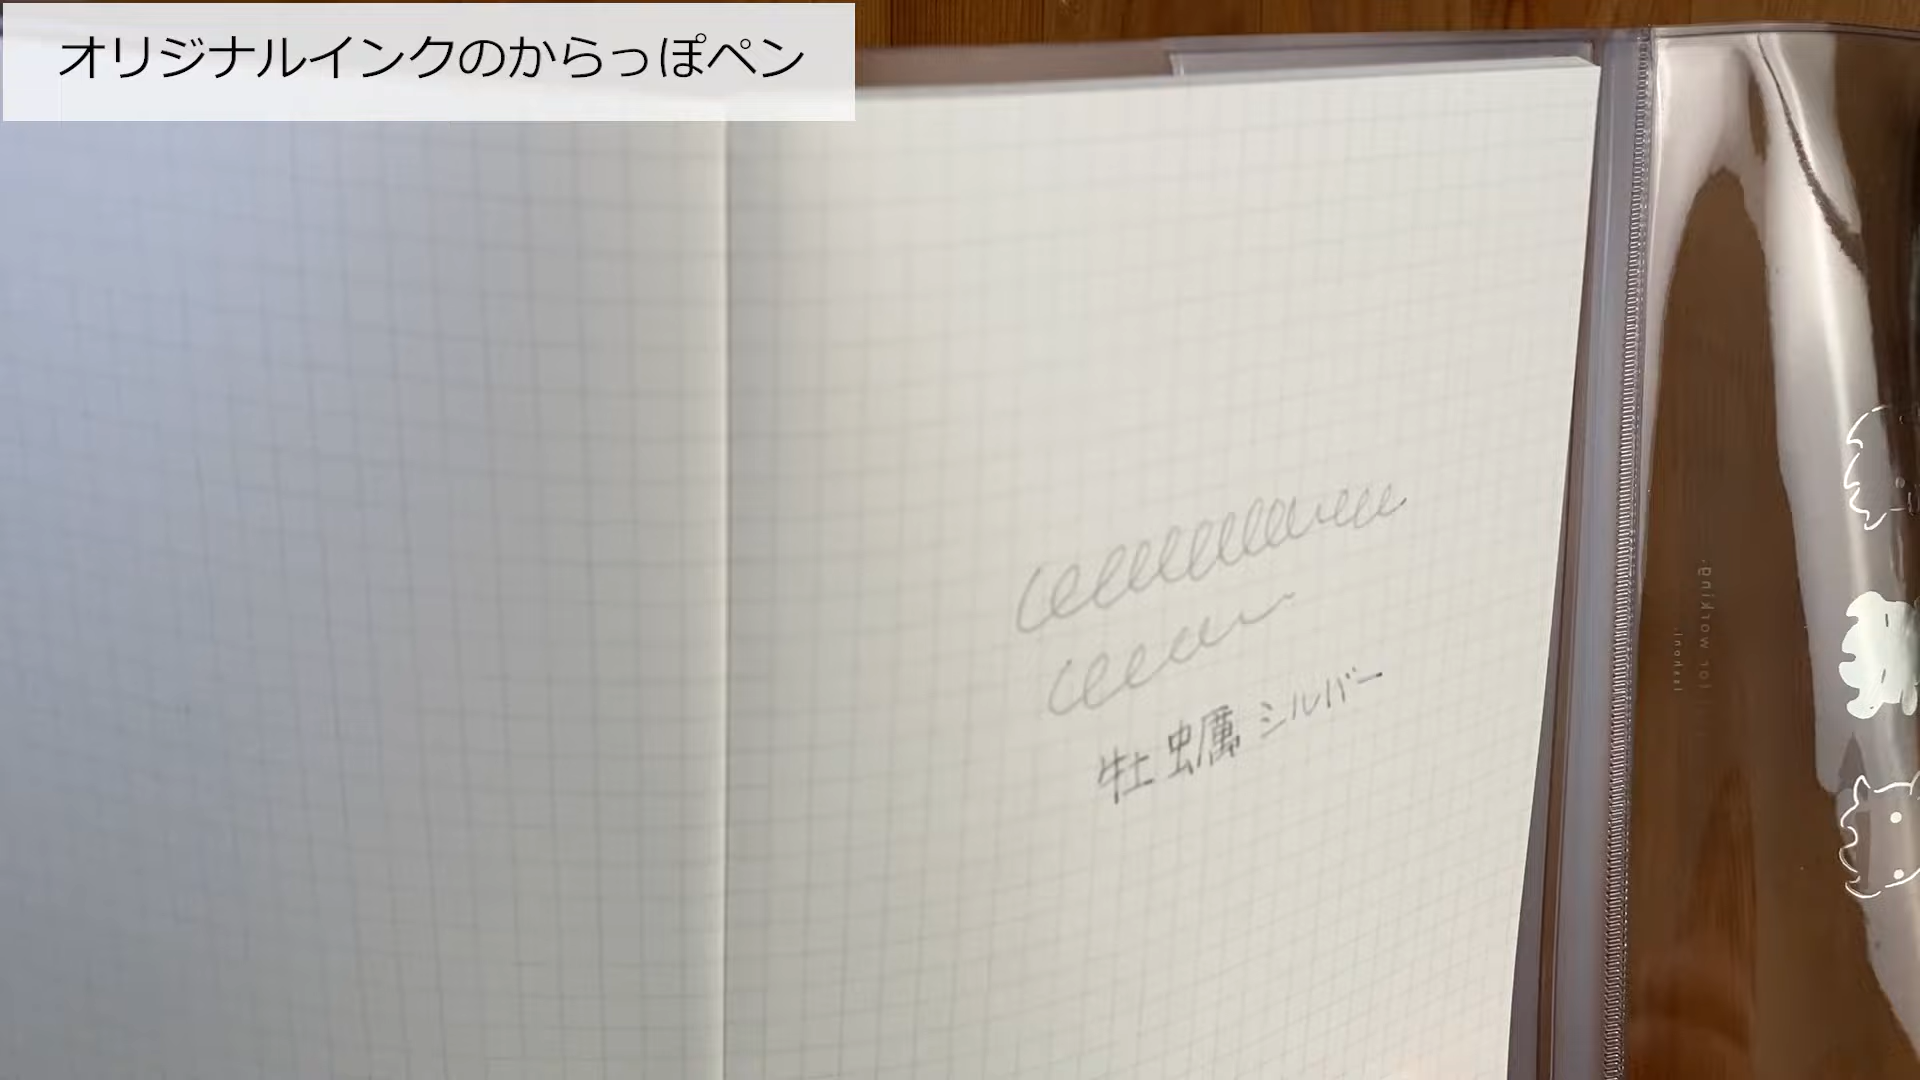 オリジナルインクのからっぽペン
牡蠣 シルバー